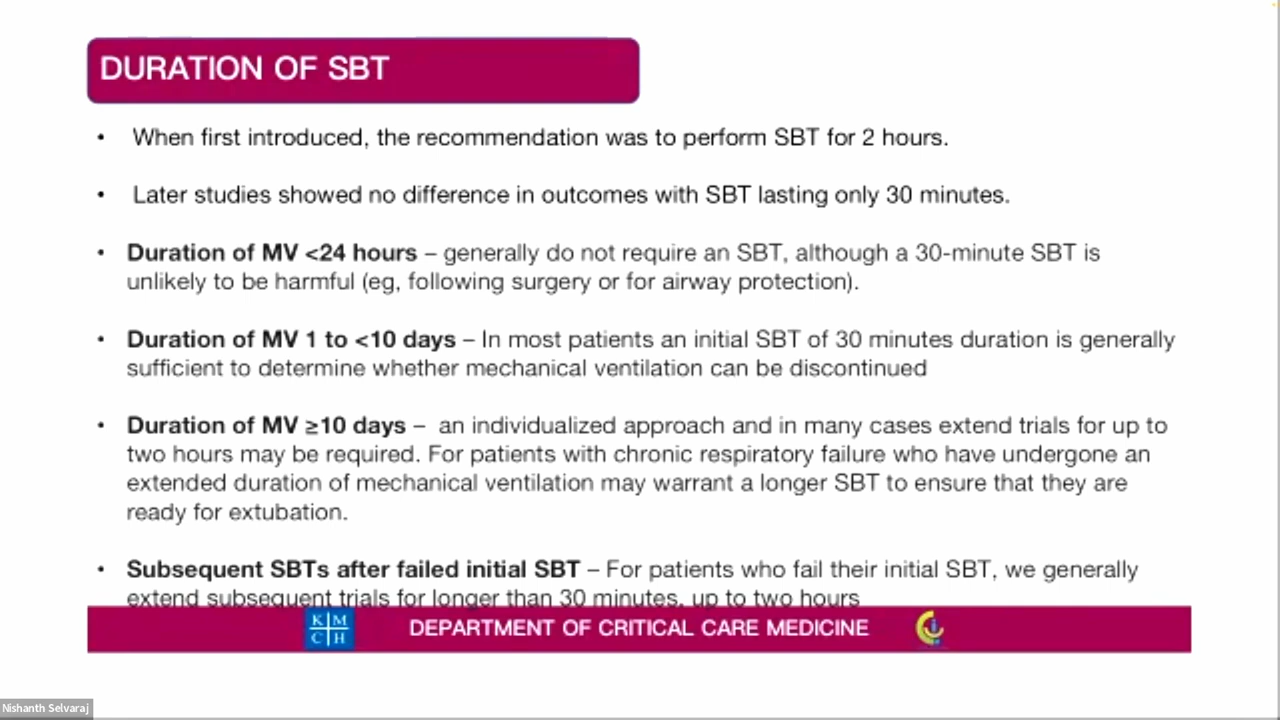 DURATION OF SBT
• When first introduced, the recommendation was to perform SBT for 2 hours.
• Later studies showed no difference in outcomes with SBT lasting only 30 minutes.
• Duration of MV <24 hours – generally do not require an SBT, although a 30-minute SBT is
unlikely to be harmful (eg, following surgery or for airway protection).
• Duration of MV 1 to <10 days – In most patients an initial SBT of 30 minutes duration is generally
sufficient to determine whether mechanical ventilation can be discontinued
• Duration of MV ≥10 days – an individualized approach and in many cases extend trials for up to
two hours may be required. For patients with chronic respiratory failure who have undergone an
extended duration of mechanical ventilation may warrant a longer SBT to ensure that they are
ready for extubation.
• Subsequent SBTs after failed initial SBT – For patients who fail their initial SBT, we generally
extend subsequent trials for longer than 30 minutes, up to two hours
K M
C H
DEPARTMENT OF CRITICAL CARE MEDICINE
Nishanth Selvaraj